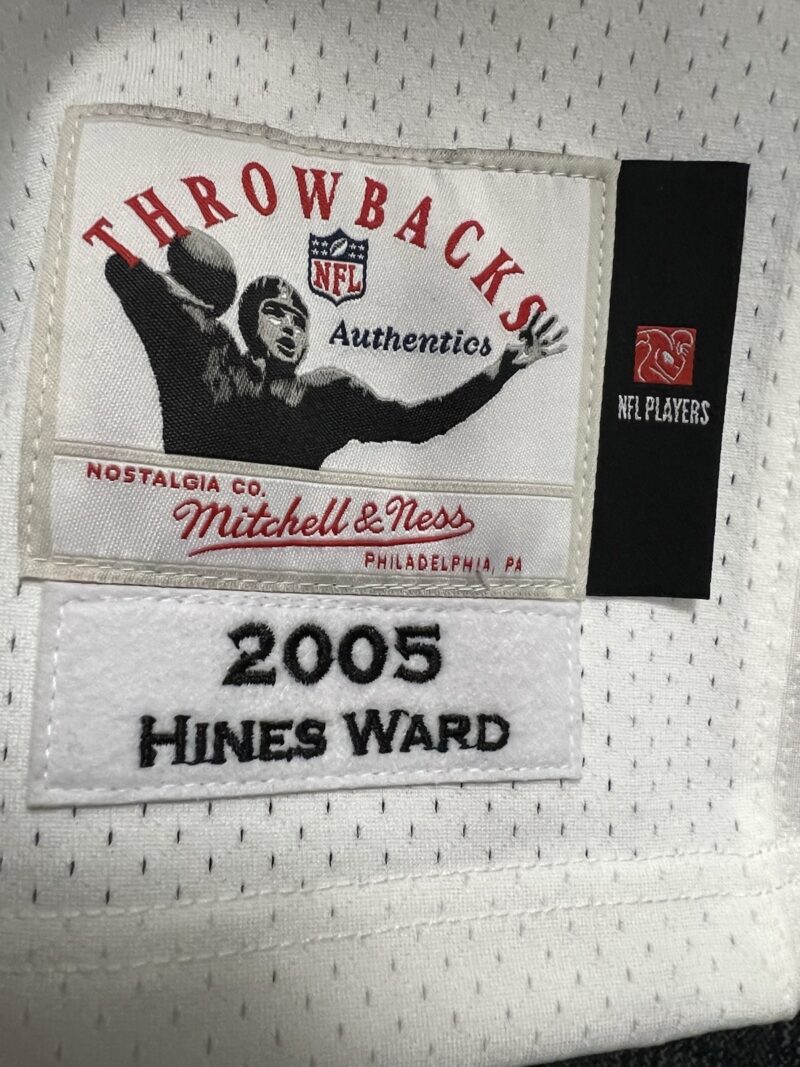 THROWBACKS
NFL
Authentics
NFL PLAYERS
NOSTALGIA CO.
Mitchell & Ness
PHILADELPHIA, PA
2005
HINES WARD